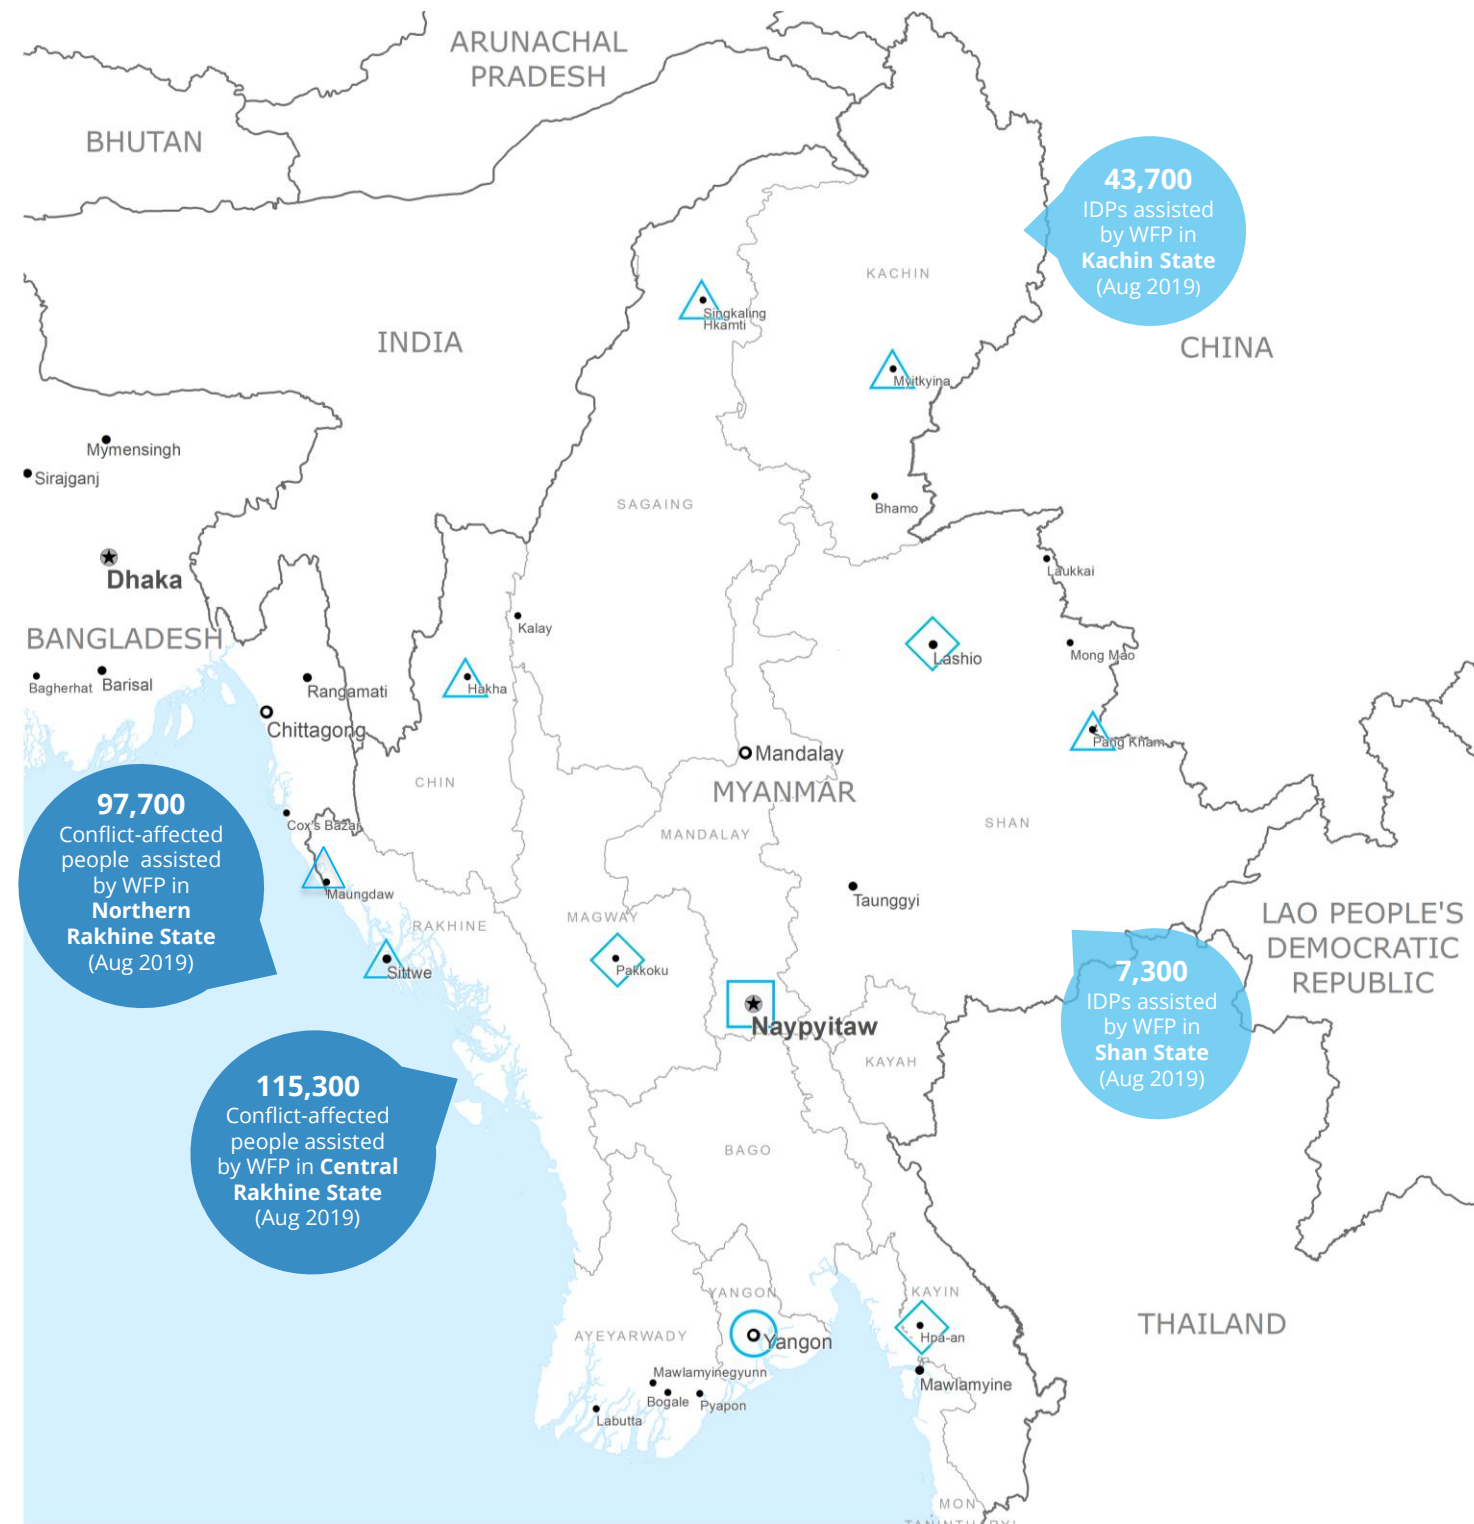 ARUNACHAL
PRADESH
BHUTAN
43,700
IDPs assisted
by WFP in
Kachin State
(Aug 2019)
KACHIN
Singkaling
Hkamti
INDIA
CHINA
Myitkyina
Mymensingh
Sirajganj
SAGAING
Bhamo
Dhaka
Laukkai
BANGLADESH
Kalay
Lashio
Mong Mao
Bagherhat
Barisal
Rangamati
Hakha
Chittagong
Pang Kham
Mandalay
CHIN
MYANMAR
97,700
Conflict-affected
people assisted
by WFP in
Northern
Rakhine State
(Aug 2019)
Cox's Bazar
MANDALAY
SHAN
Maungdaw
Taunggyi
RAKHINE
MAGWAY
LAO PEOPLE'S
DEMOCRATIC
REPUBLIC
Sittwe
Pakkoku
7,300
IDPs assisted
by WFP in
Shan State
(Aug 2019)
Naypyitaw
KAYAH
115,300
Conflict-affected
people assisted
by WFP in Central
Rakhine State
(Aug 2019)
BAGO
YANGON
KAYIN
AYEYARWADY
Yangon
Hpa-an
THAILAND
Mawlamyinegyunn
Bogale
Pyapon
Labutta
Mawlamyine
MON